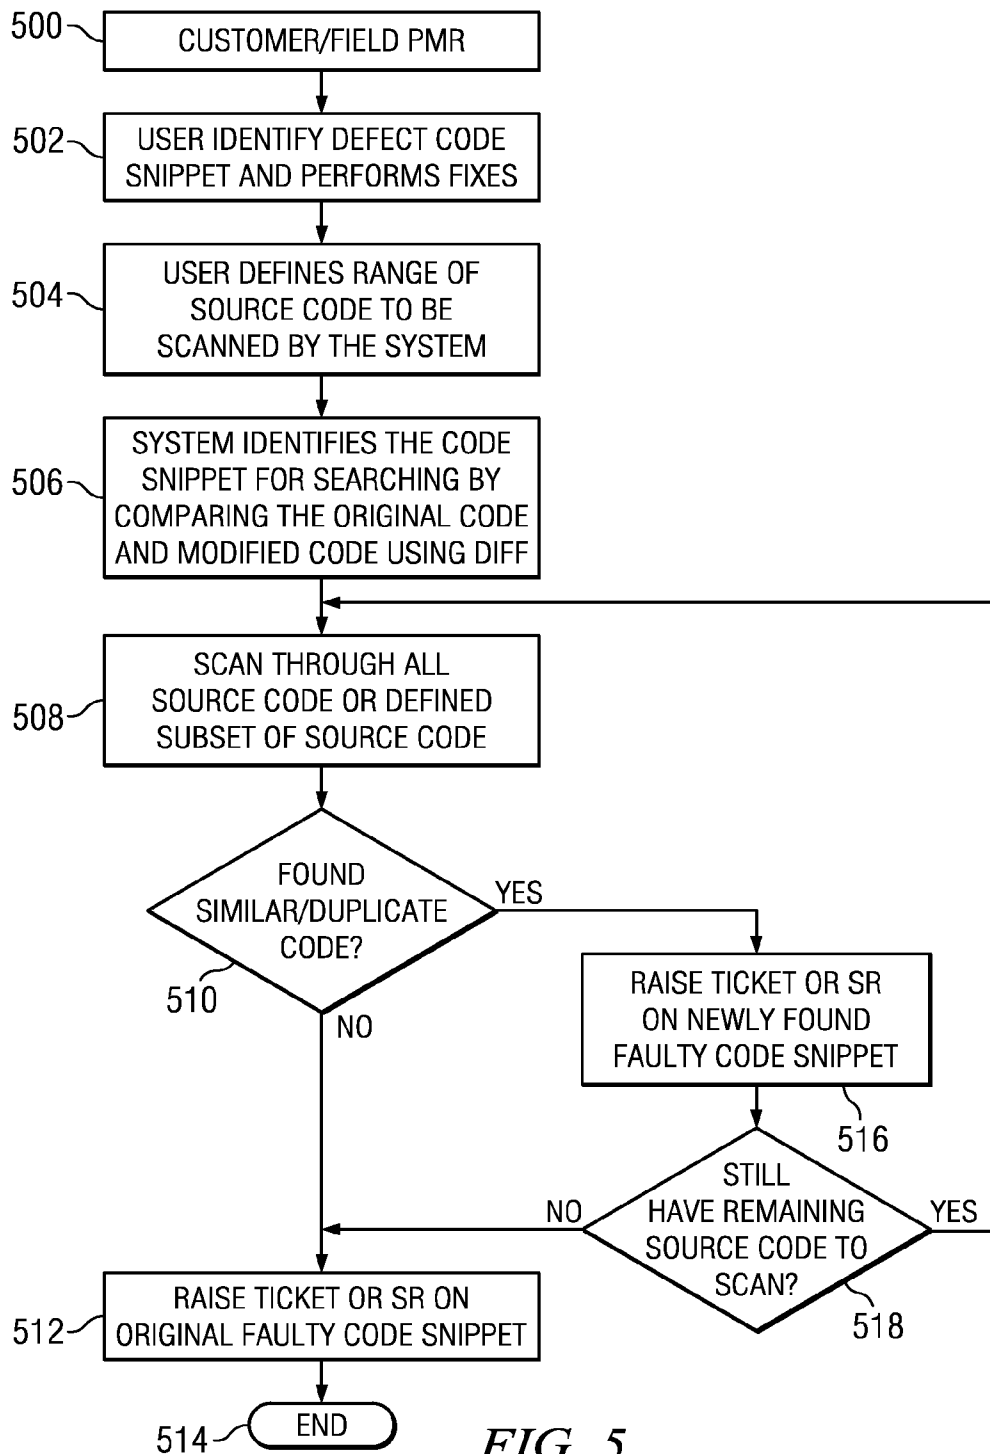 500
CUSTOMER/FIELD PMR
502
USER IDENTIFY DEFECT CODE
SNIPPET AND PERFORMS FIXES
504
USER DEFINES RANGE OF
SOURCE CODE TO BE
SCANNED BY THE SYSTEM
506
SYSTEM IDENTIFIES THE CODE
SNIPPET FOR SEARCHING BY
COMPARING THE ORIGINAL CODE
AND MODIFIED CODE USING DIFF
508
SCAN THROUGH ALL
SOURCE CODE OR DEFINED
SUBSET OF SOURCE CODE
FOUND
SIMILAR/DUPLICATE
CODE?
YES
510
NO
RAISE TICKET OR SR
ON NEWLY FOUND
FAULTY CODE SNIPPET
516
STILL
HAVE REMAINING
SOURCE CODE TO
SCAN?
NO
YES
518
512
RAISE TICKET OR SR ON
ORIGINAL FAULTY CODE SNIPPET
514
END
FIG. 5